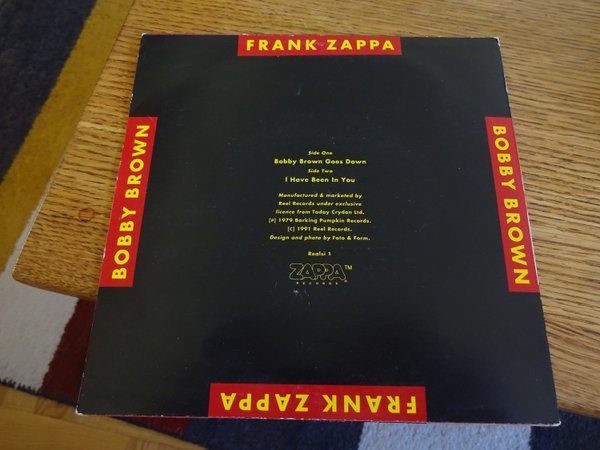 FRANK ZAPPA
BOBBY BROWN
BOBBY BROWN
Side One
Bobby Brown Goes Down
Side Two
I Have Been In You
Manufactured & marketed by
Reel Records under exclusive
licence from Today Crydon Ltd.
[P] 1979 Barking Pumpkin Records.
[C] 1991 Reel Records.
Design and photo by Foto & Form.
Realsi 1
ZAPPA™
RECORDS
FRANK ZAPPA